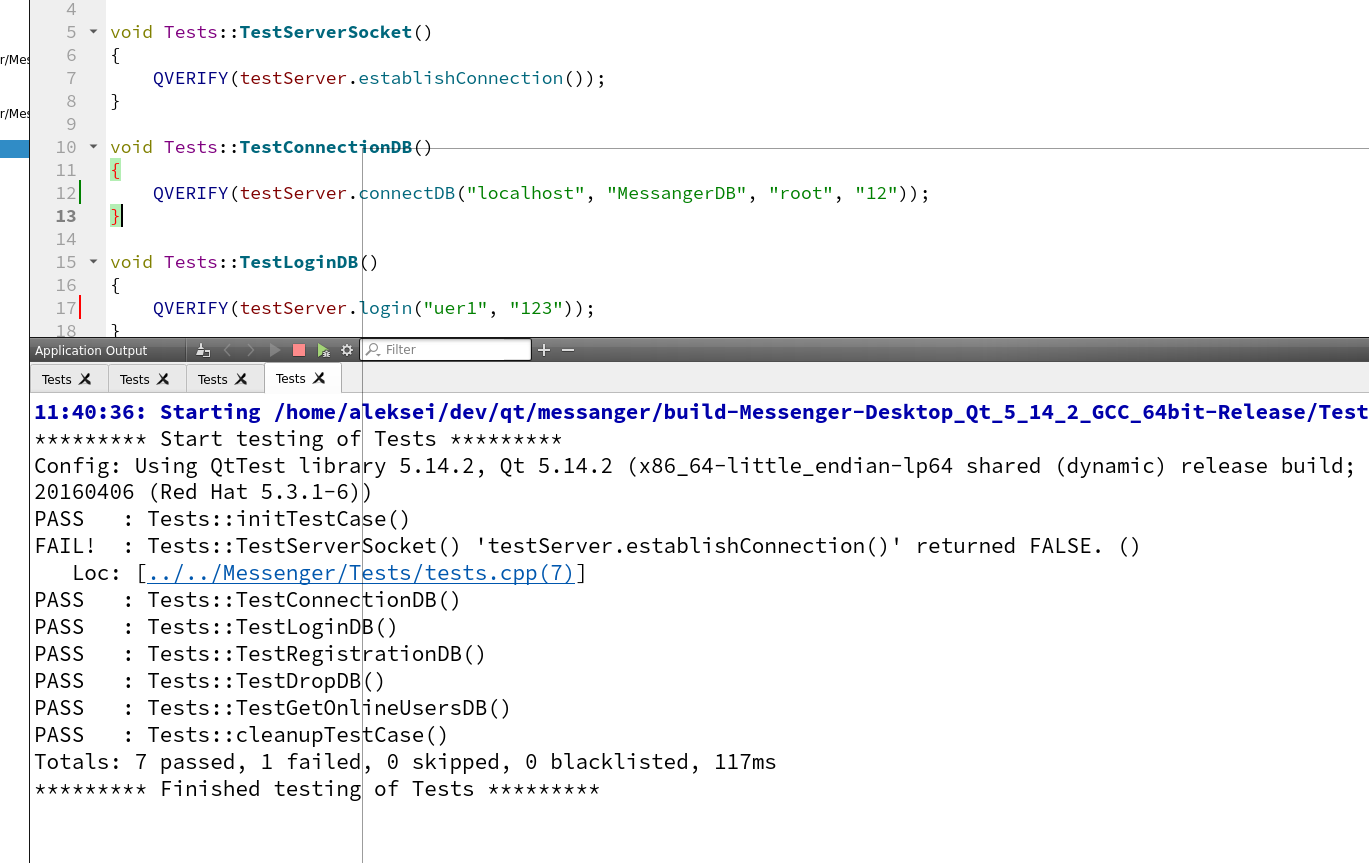 4
5 void Tests::TestServerSocket()
6 {
7 QVERIFY(testServer.establishConnection());
8 }
9
10 void Tests::TestConnectionDB()
11 {
12 QVERIFY(testServer.connectDB("localhost", "MessangerDB", "root", "12"));
13 }
14
15 void Tests::TestLoginDB()
16 {
17 QVERIFY(testServer.login("uer1", "123"));
18 }
r/Mes
r/Mes
Application Output Filter
Tests Tests Tests Tests
11:40:36: Starting /home/aleksei/dev/qt/messanger/build-Messenger-Desktop_Qt_5_14_2_GCC_64bit-Release/Test
********* Start testing of Tests *********
Config: Using QtTest library 5.14.2, Qt 5.14.2 (x86_64-little_endian-lp64 shared (dynamic) release build;
20160406 (Red Hat 5.3.1-6))
PASS : Tests::initTestCase()
FAIL! : Tests::TestServerSocket() 'testServer.establishConnection()' returned FALSE. ()
Loc: [../../Messenger/Tests/tests.cpp(7)]
PASS : Tests::TestConnectionDB()
PASS : Tests::TestLoginDB()
PASS : Tests::TestRegistrationDB()
PASS : Tests::TestDropDB()
PASS : Tests::TestGetOnlineUsersDB()
PASS : Tests::cleanupTestCase()
Totals: 7 passed, 1 failed, 0 skipped, 0 blacklisted, 117ms
********* Finished testing of Tests *********